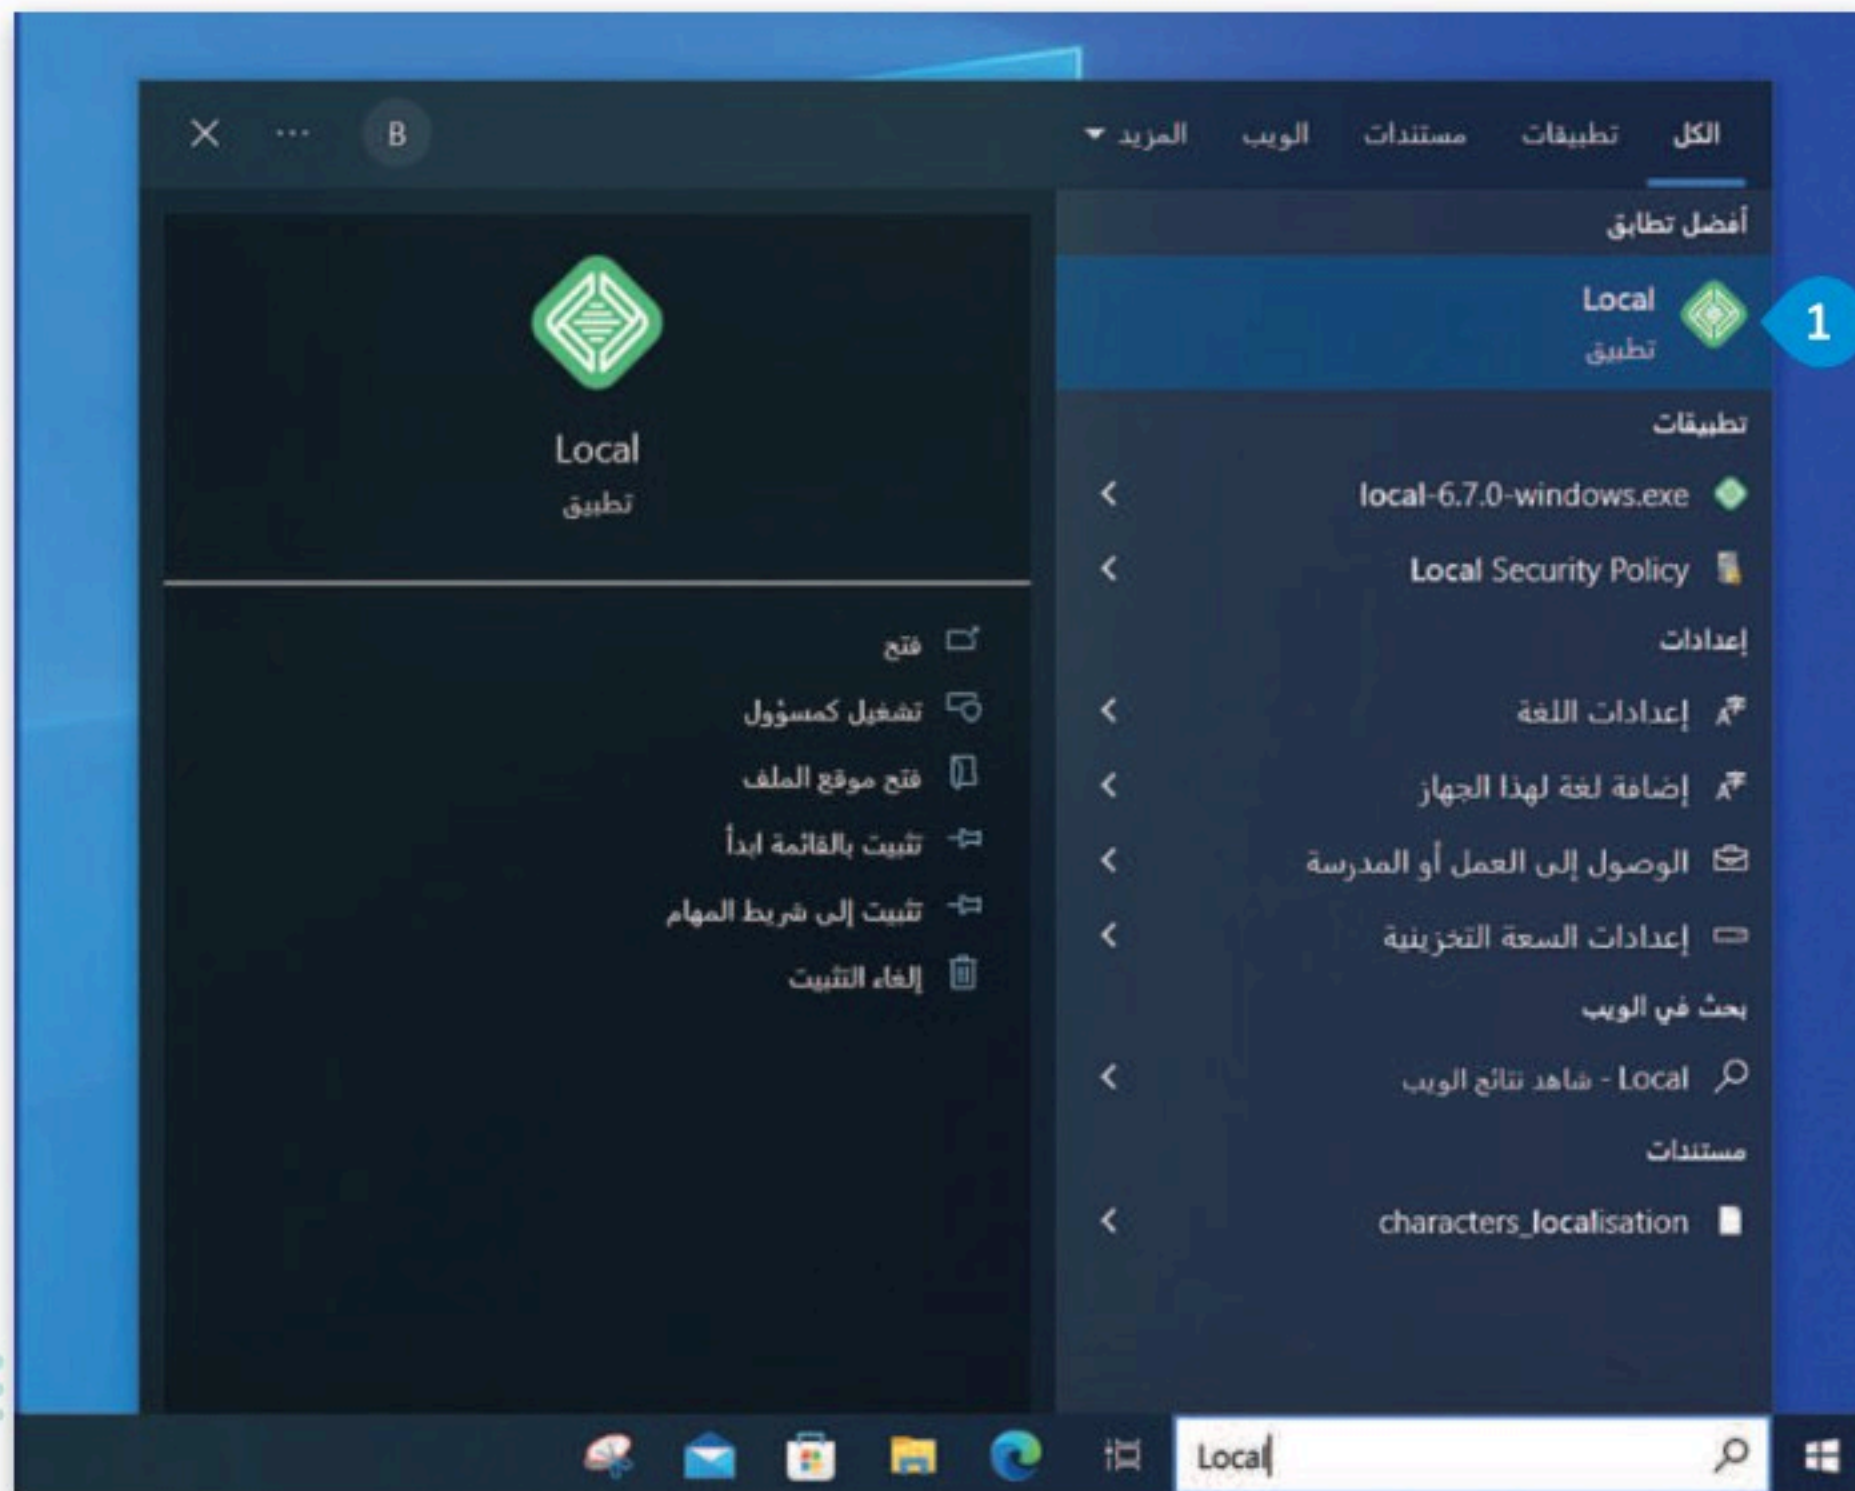 الكل تطبيقات مستندات الويب المزيد B ...
أفضل تطابق
Local
تطبيق
1
تطبيقات
local-6.7.0-windows.exe
Local Security Policy
إعدادات
إعدادات اللغة
إضافة لغة لهذا الجهاز
الوصول إلى العمل أو المدرسة
إعدادات السعة التخزينية
بحث في الويب
Local - شاهد نتائج الويب
مستندات
characters_localisation
Local
تطبيق
فتح
تشغيل كمسؤول
فتح موقع الملف
تثبيت بالقائمة ابدأ
تثبيت إلى شريط المهام
إلغاء التثبيت
Local